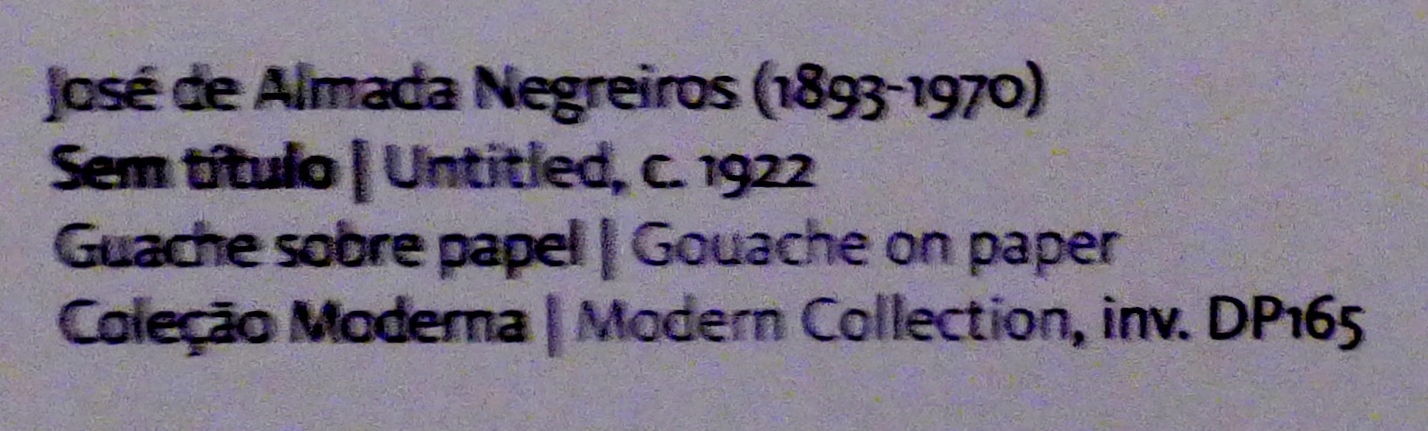 José de Almada Negreiros (1893-1970)
Sem título | Untitled, c. 1922
Guache sobre papel | Gouache on paper
Coleção Moderna | Modern Collection, inv. DP165